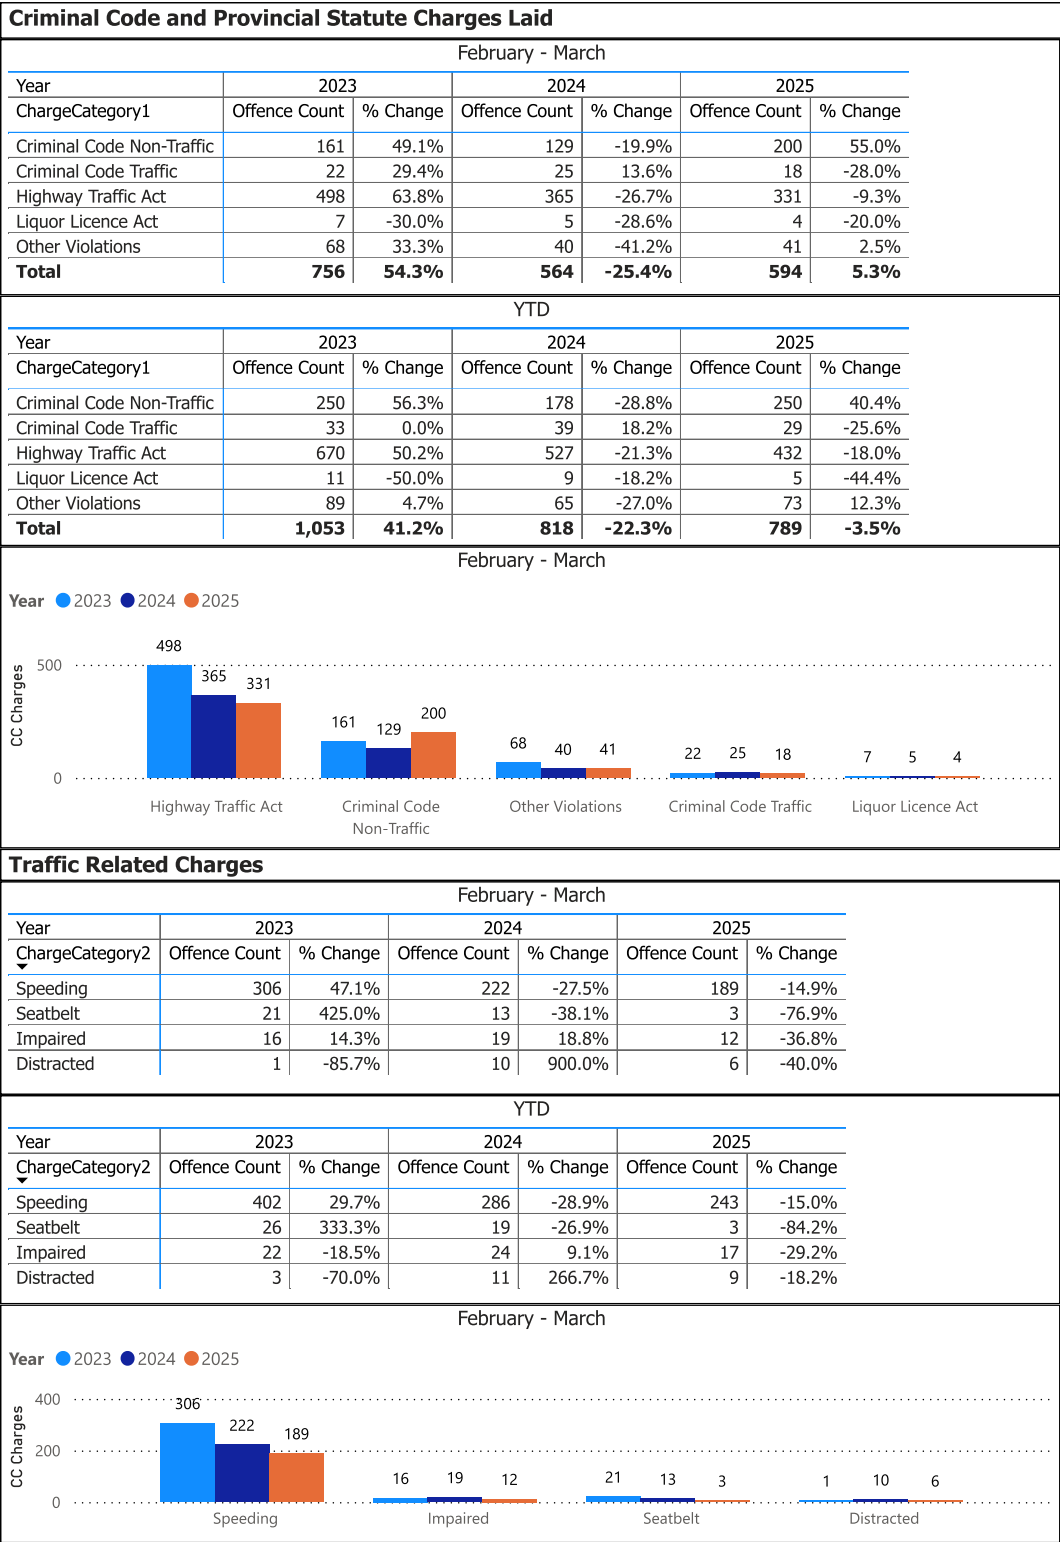 Criminal Code and Provincial Statute Charges Laid
February - March
Year 2023 2024 2025
ChargeCategory1 Offence Count % Change Offence Count % Change Offence Count % Change
Criminal Code Non-Traffic 161 49.1% 129 -19.9% 200 55.0%
Criminal Code Traffic 22 29.4% 25 13.6% 18 -28.0%
Highway Traffic Act 498 63.8% 365 -26.7% 331 -9.3%
Liquor Licence Act 7 -30.0% 5 -28.6% 4 -20.0%
Other Violations 68 33.3% 40 -41.2% 41 2.5%
Total 756 54.3% 564 -25.4% 594 5.3%
YTD
Year 2023 2024 2025
ChargeCategory1 Offence Count % Change Offence Count % Change Offence Count % Change
Criminal Code Non-Traffic 250 56.3% 178 -28.8% 250 40.4%
Criminal Code Traffic 33 0.0% 39 18.2% 29 -25.6%
Highway Traffic Act 670 50.2% 527 -21.3% 432 -18.0%
Liquor Licence Act 11 -50.0% 9 -18.2% 5 -44.4%
Other Violations 89 4.7% 65 -27.0% 73 12.3%
Total 1,053 41.2% 818 -22.3% 789 -3.5%
February - March
Year 2023 2024 2025
CC Charges
500
0
498 365 331
161 129 200
68 40 41
22 25 18
7 5 4
Highway Traffic Act Criminal Code Other Violations Criminal Code Traffic Liquor Licence Act
Non-Traffic
Traffic Related Charges
February - March
Year 2023 2024 2025
ChargeCategory2 Offence Count % Change Offence Count % Change Offence Count % Change
Speeding 306 47.1% 222 -27.5% 189 -14.9%
Seatbelt 21 425.0% 13 -38.1% 3 -76.9%
Impaired 16 14.3% 19 18.8% 12 -36.8%
Distracted 1 -85.7% 10 900.0% 6 -40.0%
YTD
Year 2023 2024 2025
ChargeCategory2 Offence Count % Change Offence Count % Change Offence Count % Change
Speeding 402 29.7% 286 -28.9% 243 -15.0%
Seatbelt 26 333.3% 19 -26.9% 3 -84.2%
Impaired 22 -18.5% 24 9.1% 17 -29.2%
Distracted 3 -70.0% 11 266.7% 9 -18.2%
February - March
Year 2023 2024 2025
CC Charges
400
200
0
306 222 189
16 19 12
21 13 3
1 10 6
Speeding Impaired Seatbelt Distracted